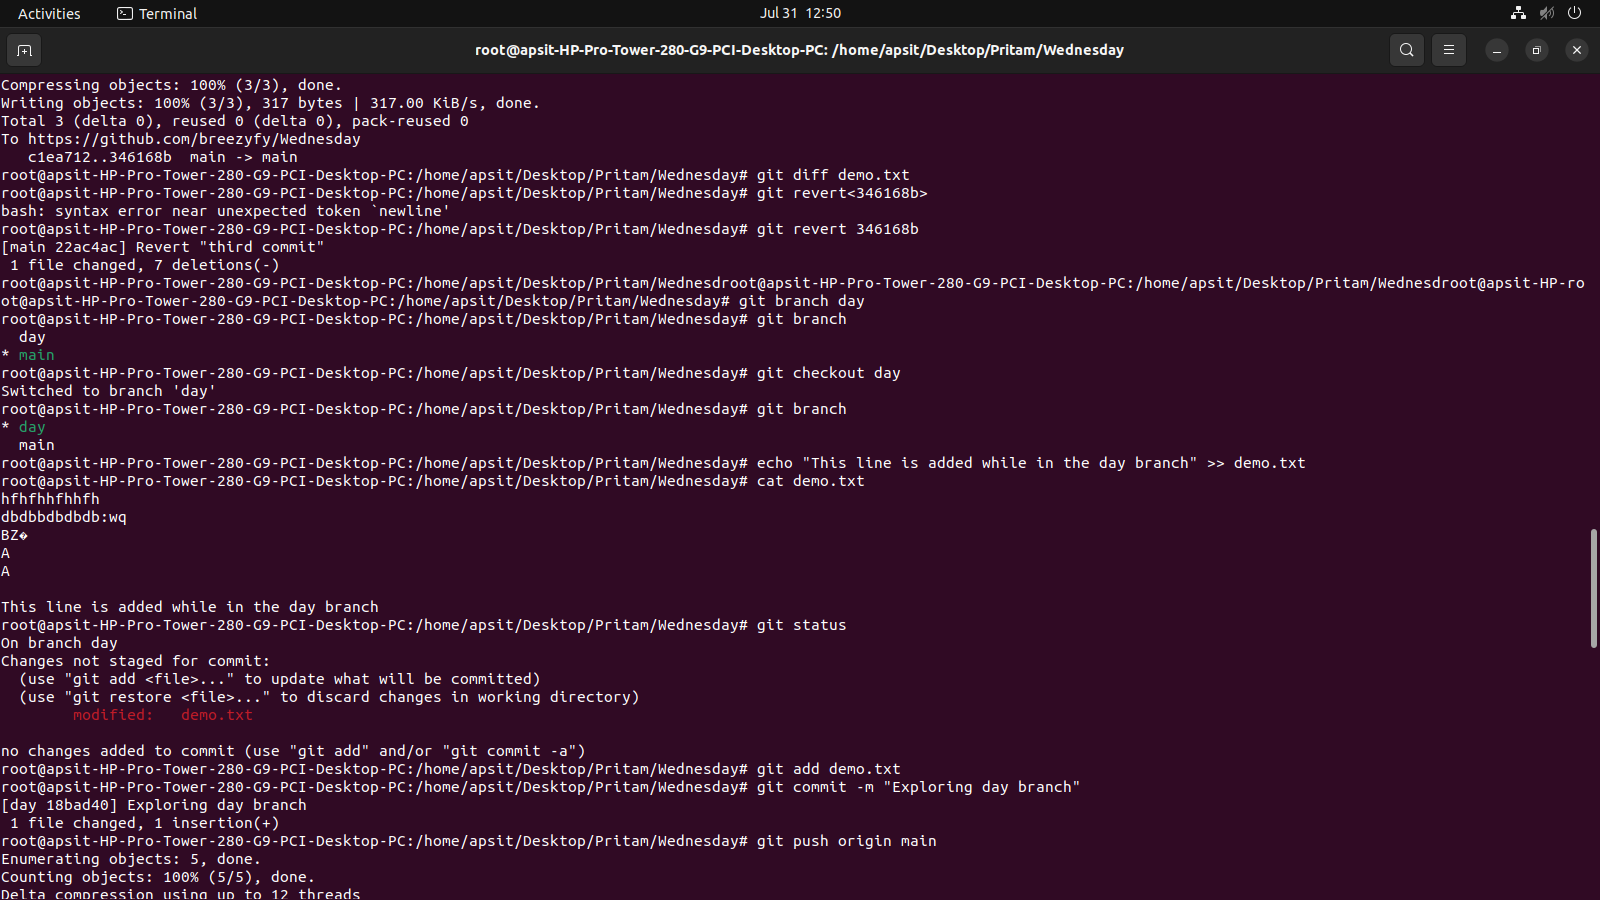 Activities
Terminal
Jul 31 12:50
root@apsit-HP-Pro-Tower-280-G9-PCI-Desktop-PC: /home/apsit/Desktop/Pritam/Wednesday
Compressing objects: 100% (3/3), done.
Writing objects: 100% (3/3), 317 bytes | 317.00 KiB/s, done.
Total 3 (delta 0), reused 0 (delta 0), pack-reused 0
To https://github.com/breezyfy/Wednesday
   c1ea712..346168b  main -> main
root@apsit-HP-Pro-Tower-280-G9-PCI-Desktop-PC:/home/apsit/Desktop/Pritam/Wednesday# git diff demo.txt
root@apsit-HP-Pro-Tower-280-G9-PCI-Desktop-PC:/home/apsit/Desktop/Pritam/Wednesday# git revert<346168b>
bash: syntax error near unexpected token `newline'
root@apsit-HP-Pro-Tower-280-G9-PCI-Desktop-PC:/home/apsit/Desktop/Pritam/Wednesday# git revert 346168b
[main 22ac4ac] Revert "third commit"
 1 file changed, 7 deletions(-)
root@apsit-HP-Pro-Tower-280-G9-PCI-Desktop-PC:/home/apsit/Desktop/Pritam/Wednesdroot@apsit-HP-Pro-Tower-280-G9-PCI-Desktop-PC:/home/apsit/Desktop/Pritam/Wednesdroot@apsit-HP-ro
ot@apsit-HP-Pro-Tower-280-G9-PCI-Desktop-PC:/home/apsit/Desktop/Pritam/Wednesday# git branch day
root@apsit-HP-Pro-Tower-280-G9-PCI-Desktop-PC:/home/apsit/Desktop/Pritam/Wednesday# git branch
  day
* main
root@apsit-HP-Pro-Tower-280-G9-PCI-Desktop-PC:/home/apsit/Desktop/Pritam/Wednesday# git checkout day
Switched to branch 'day'
root@apsit-HP-Pro-Tower-280-G9-PCI-Desktop-PC:/home/apsit/Desktop/Pritam/Wednesday# git branch
* day
  main
root@apsit-HP-Pro-Tower-280-G9-PCI-Desktop-PC:/home/apsit/Desktop/Pritam/Wednesday# echo "This line is added while in the day branch" >> demo.txt
root@apsit-HP-Pro-Tower-280-G9-PCI-Desktop-PC:/home/apsit/Desktop/Pritam/Wednesday# cat demo.txt
hfhfhhfhhfh
dbdbbdbdbdb:wq
BZ�
A
A

This line is added while in the day branch
root@apsit-HP-Pro-Tower-280-G9-PCI-Desktop-PC:/home/apsit/Desktop/Pritam/Wednesday# git status
On branch day
Changes not staged for commit:
  (use "git add <file>..." to update what will be committed)
  (use "git restore <file>..." to discard changes in working directory)
        modified:   demo.txt

no changes added to commit (use "git add" and/or "git commit -a")
root@apsit-HP-Pro-Tower-280-G9-PCI-Desktop-PC:/home/apsit/Desktop/Pritam/Wednesday# git add demo.txt
root@apsit-HP-Pro-Tower-280-G9-PCI-Desktop-PC:/home/apsit/Desktop/Pritam/Wednesday# git commit -m "Exploring day branch"
[day 18bad40] Exploring day branch
 1 file changed, 1 insertion(+)
root@apsit-HP-Pro-Tower-280-G9-PCI-Desktop-PC:/home/apsit/Desktop/Pritam/Wednesday# git push origin main
Enumerating objects: 5, done.
Counting objects: 100% (5/5), done.
Delta compression using up to 12 threads